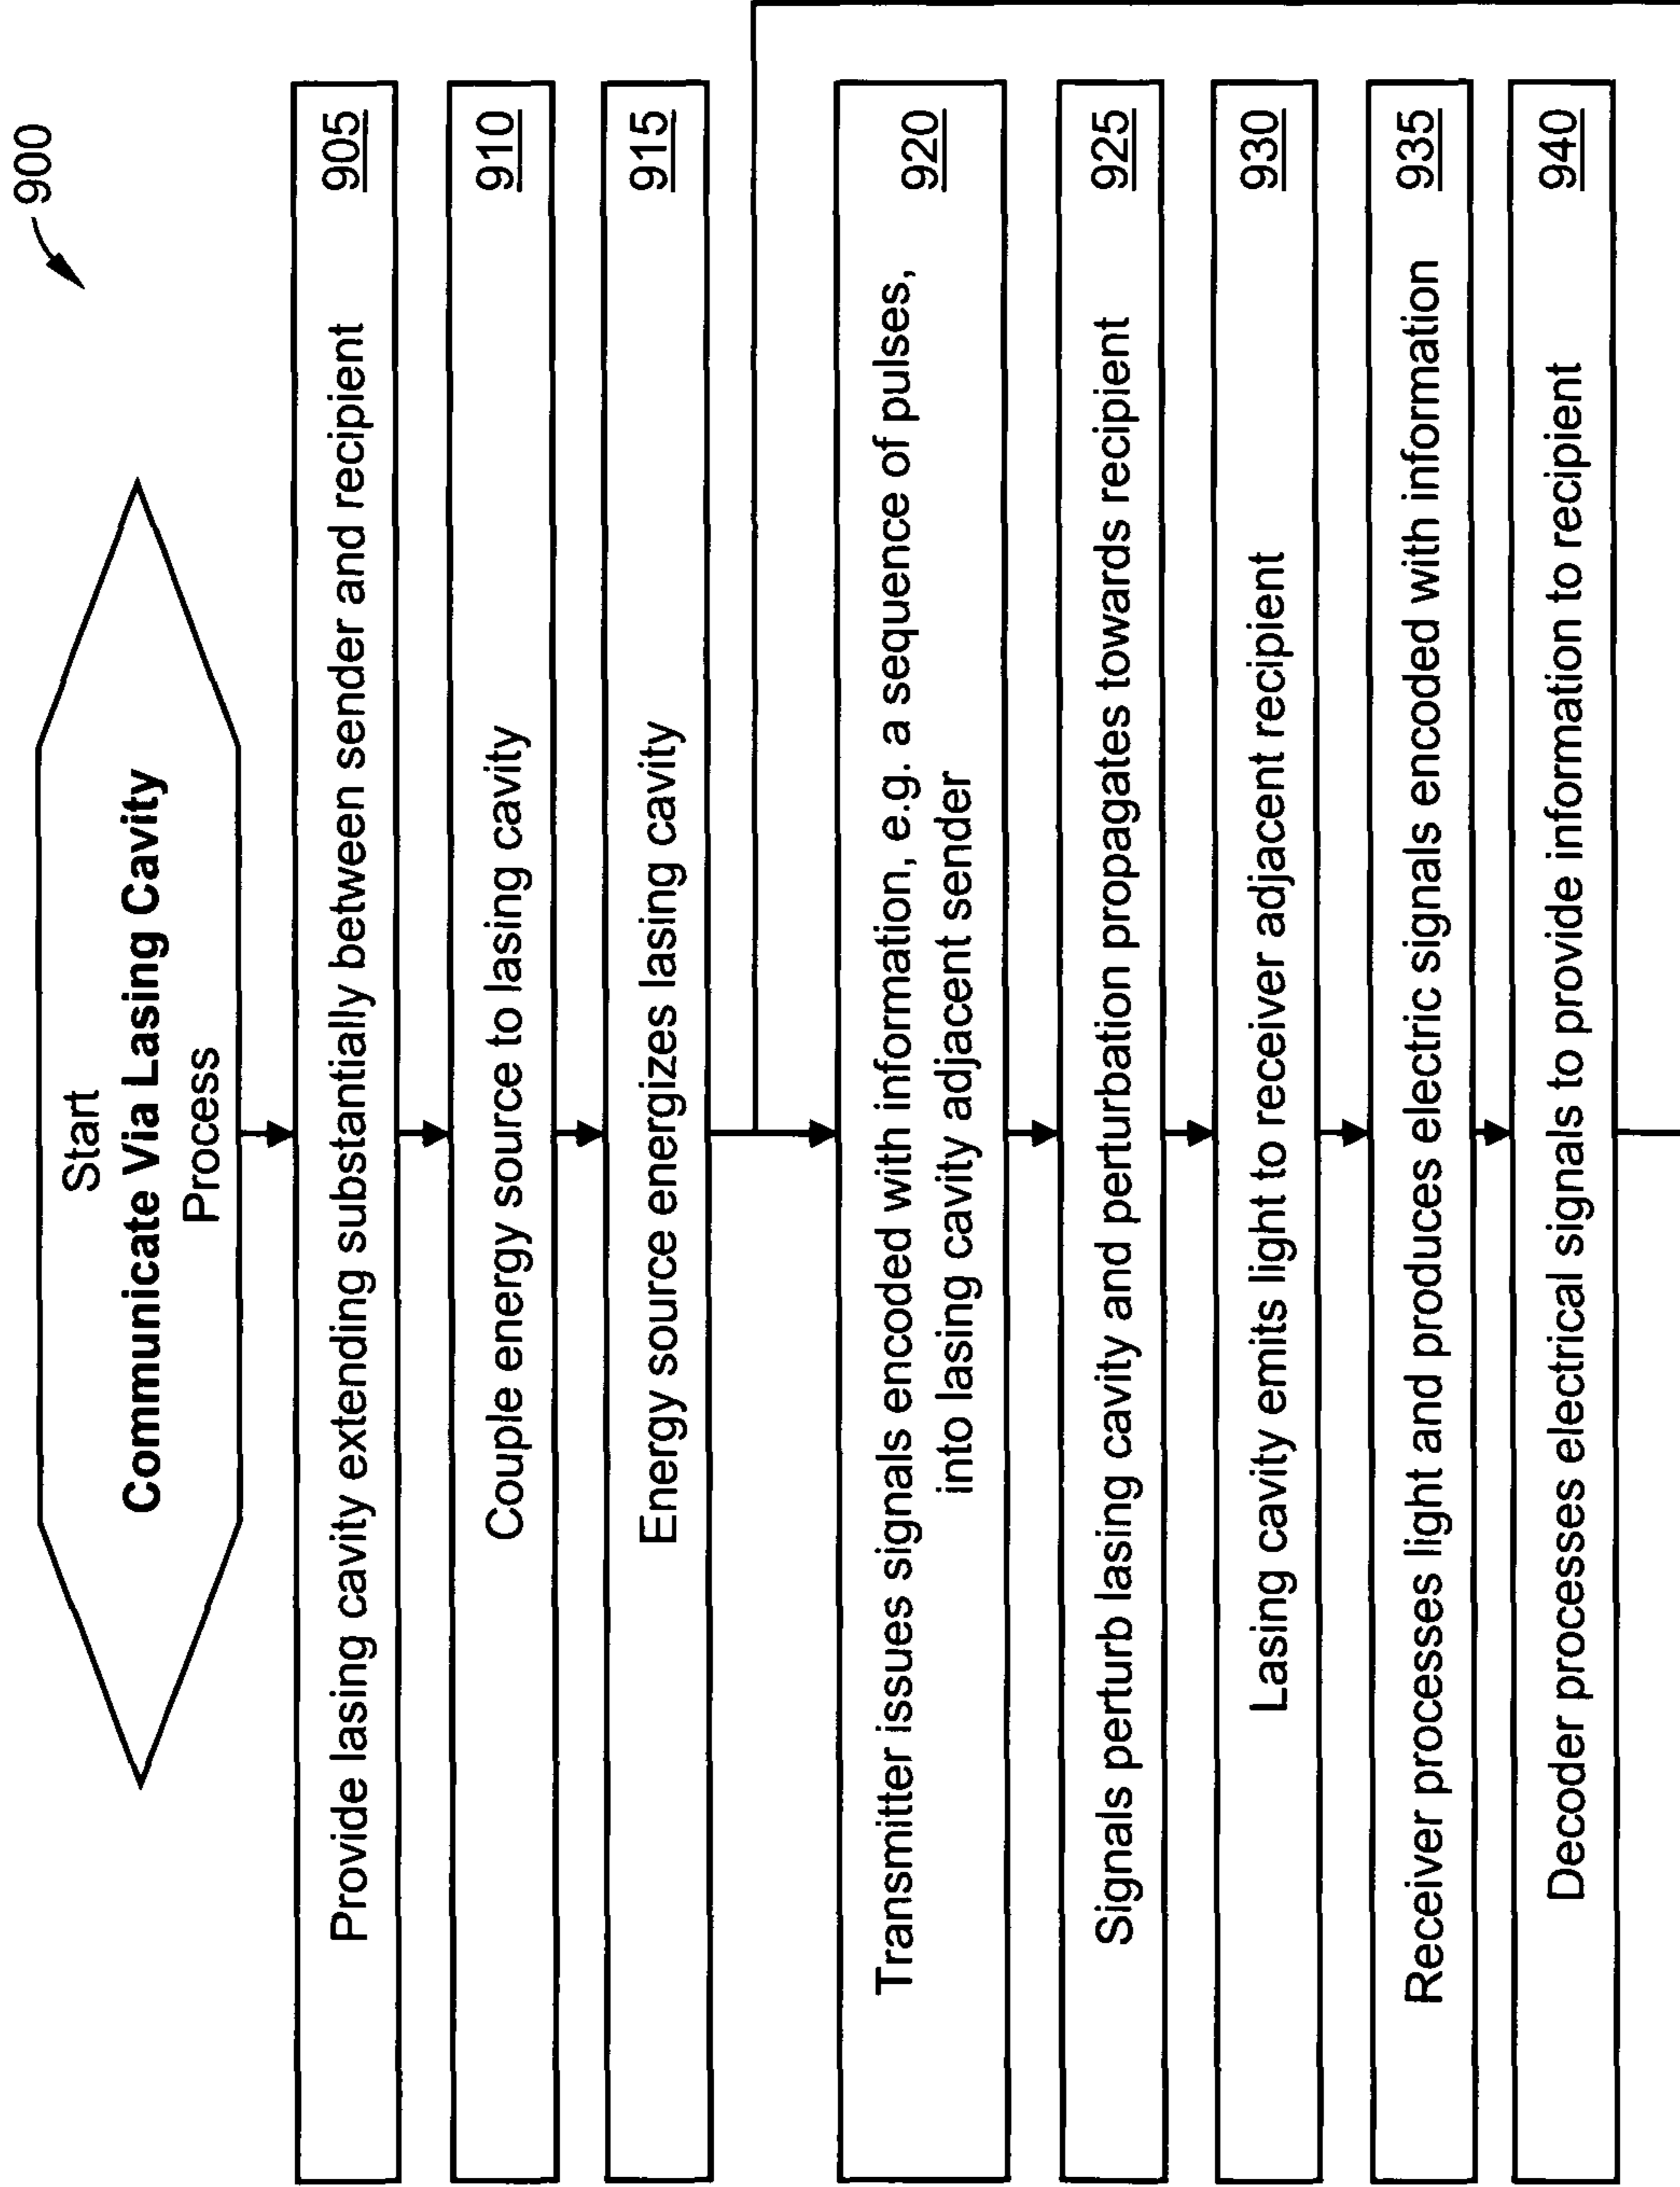 900
Start
Communicate Via Lasing Cavity
Process
Provide lasing cavity extending substantially between sender and recipient 905
Couple energy source to lasing cavity 910
Energy source energizes lasing cavity 915
Transmitter issues signals encoded with information, e.g. a sequence of pulses, 920
into lasing cavity adjacent sender
Signals perturb lasing cavity and perturbation propagates towards recipient 925
Lasing cavity emits light to receiver adjacent recipient 930
Receiver processes light and produces electric signals encoded with information 935
Decoder processes electrical signals to provide information to recipient 940